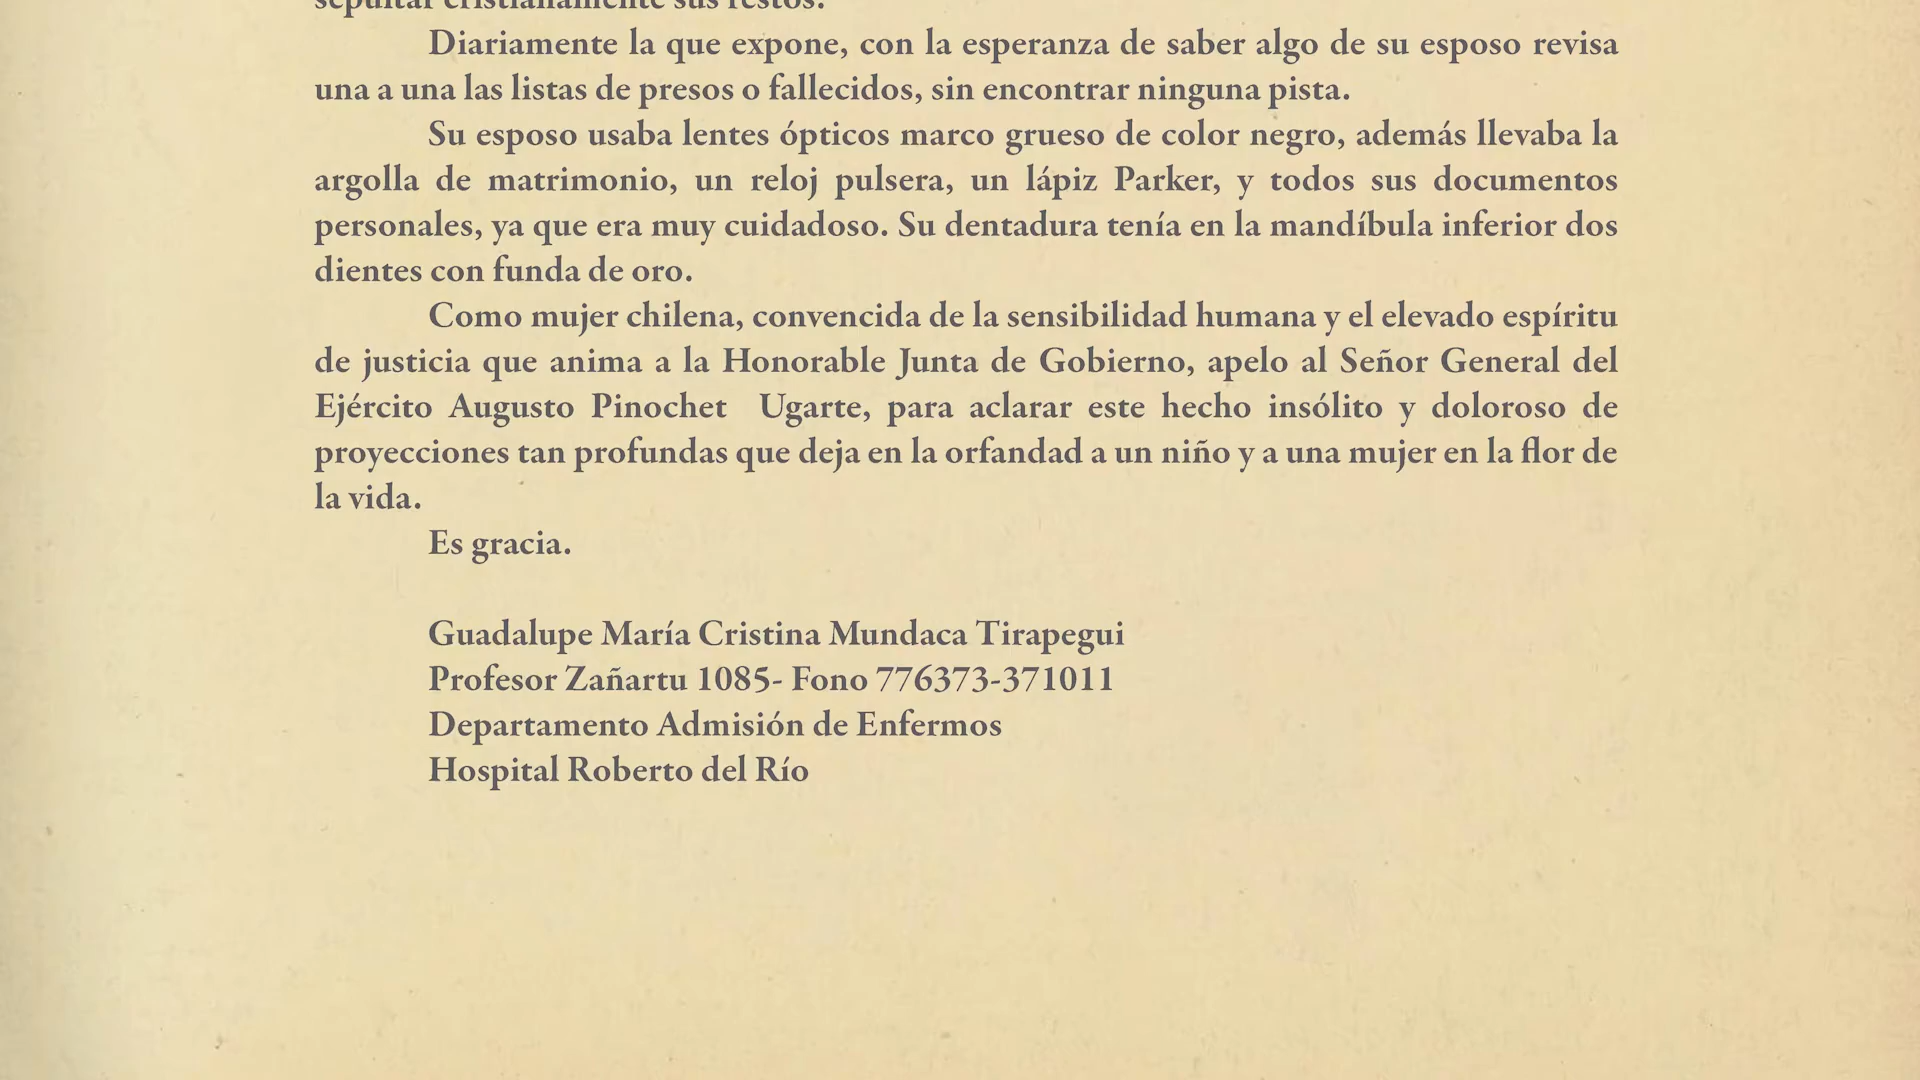 sepultar cristianamente sus restos.
Diariamente la que expone, con la esperanza de saber algo de su esposo revisa
una a una las listas de presos o fallecidos, sin encontrar ninguna pista.
Su esposo usaba lentes ópticos marco grueso de color negro, además llevaba la
argolla de matrimonio, un reloj pulsera, un lápiz Parker, y todos sus documentos
personales, ya que era muy cuidadoso. Su dentadura tenía en la mandíbula inferior dos
dientes con funda de oro.
Como mujer chilena, convencida de la sensibilidad humana y el elevado espíritu
de justicia que anima a la Honorable Junta de Gobierno, apelo al Señor General del
Ejército Augusto Pinochet Ugarte, para aclarar este hecho insólito y doloroso de
proyecciones tan profundas que deja en la orfandad a un niño y a una mujer en la flor de
la vida.
Es gracia.
Guadalupe María Cristina Mundaca Tirapegui
Profesor Zañartu 1085- Fono 776373-371011
Departamento Admisión de Enfermos
Hospital Roberto del Río